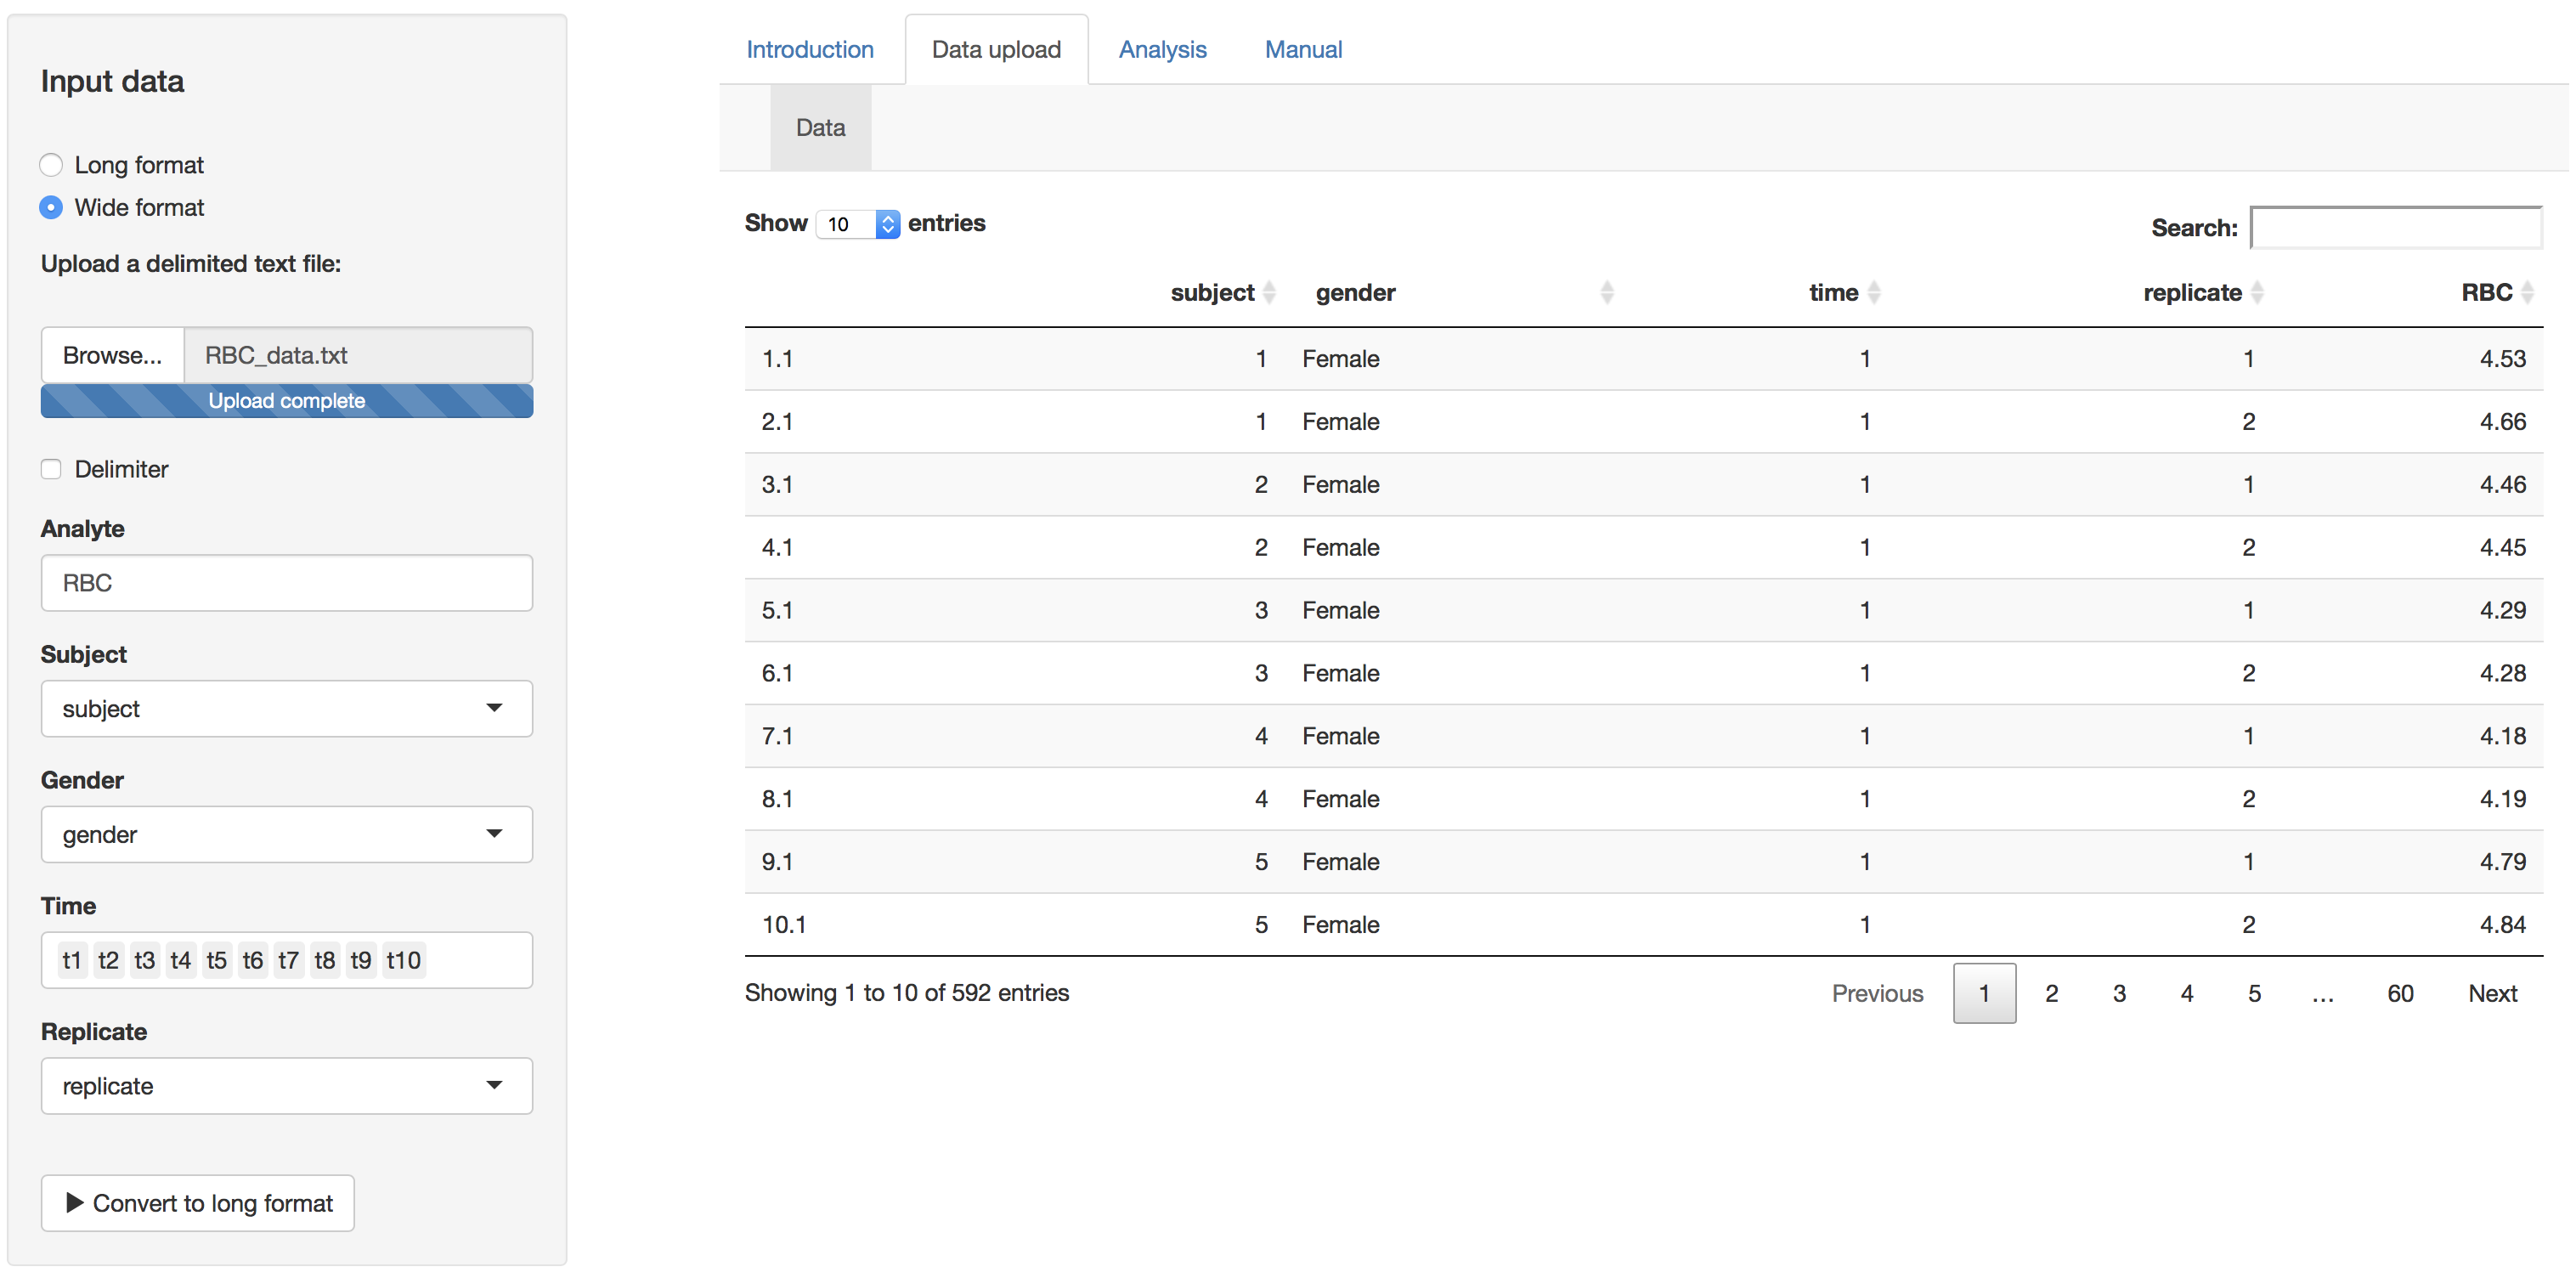 Input data
Long format
Wide format
Upload a delimited text file:
Browse... RBC_data.txt
Upload complete
Delimiter
Analyte
RBC
Subject
subject
Gender
gender
Time
t1 t2 t3 t4 t5 t6 t7 t8 t9 t10
Replicate
replicate
Convert to long format
Introduction Data upload Analysis Manual
Data
Show 10 entries Search:
subject gender time replicate RBC
1.1 1 Female 1 1 4.53
2.1 1 Female 1 2 4.66
3.1 2 Female 1 1 4.46
4.1 2 Female 1 2 4.45
5.1 3 Female 1 1 4.29
6.1 3 Female 1 2 4.28
7.1 4 Female 1 1 4.18
8.1 4 Female 1 2 4.19
9.1 5 Female 1 1 4.79
10.1 5 Female 1 2 4.84
Showing 1 to 10 of 592 entries Previous 1 2 3 4 5 ... 60 Next